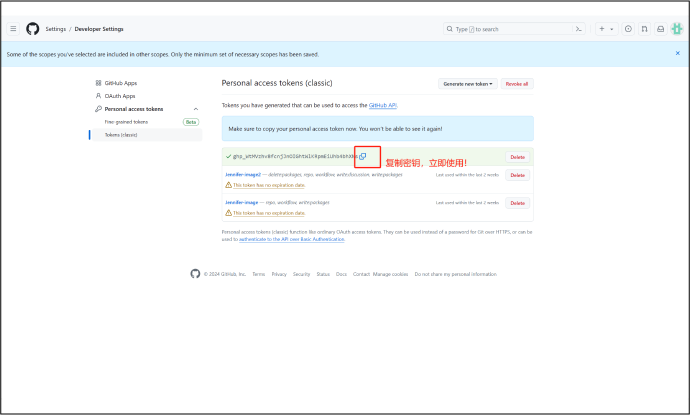 Settings / Developer Settings
Type / to search
Some of the scopes you've selected are included in other scopes. Only the minimum set of necessary scopes has been saved.
GitHub Apps
OAuth Apps
Personal access tokens
Fine-grained tokens Beta
Tokens (classic)
Personal access tokens (classic)
Generate new token
Revoke all
Tokens you have generated that can be used to access the GitHub API.
Make sure to copy your personal access token now. You won't be able to see it again!
Delete
复制密钥，立即使用！
Jennifer-image2 — delete:packages, repo, workflow, write:discussion, write:packages
Last used within the last 2 weeks
Delete
This token has no expiration date.
Jennifer-image — repo, workflow, write:packages
Last used within the last 2 weeks
Delete
This token has no expiration date.
Personal access tokens (classic) function like ordinary OAuth access tokens. They can be used instead of a password for Git over HTTPS, or can be
used to authenticate to the API over Basic Authentication.
© 2024 GitHub, Inc. Terms Privacy Security Status Docs Contact Manage cookies Do not share my personal information